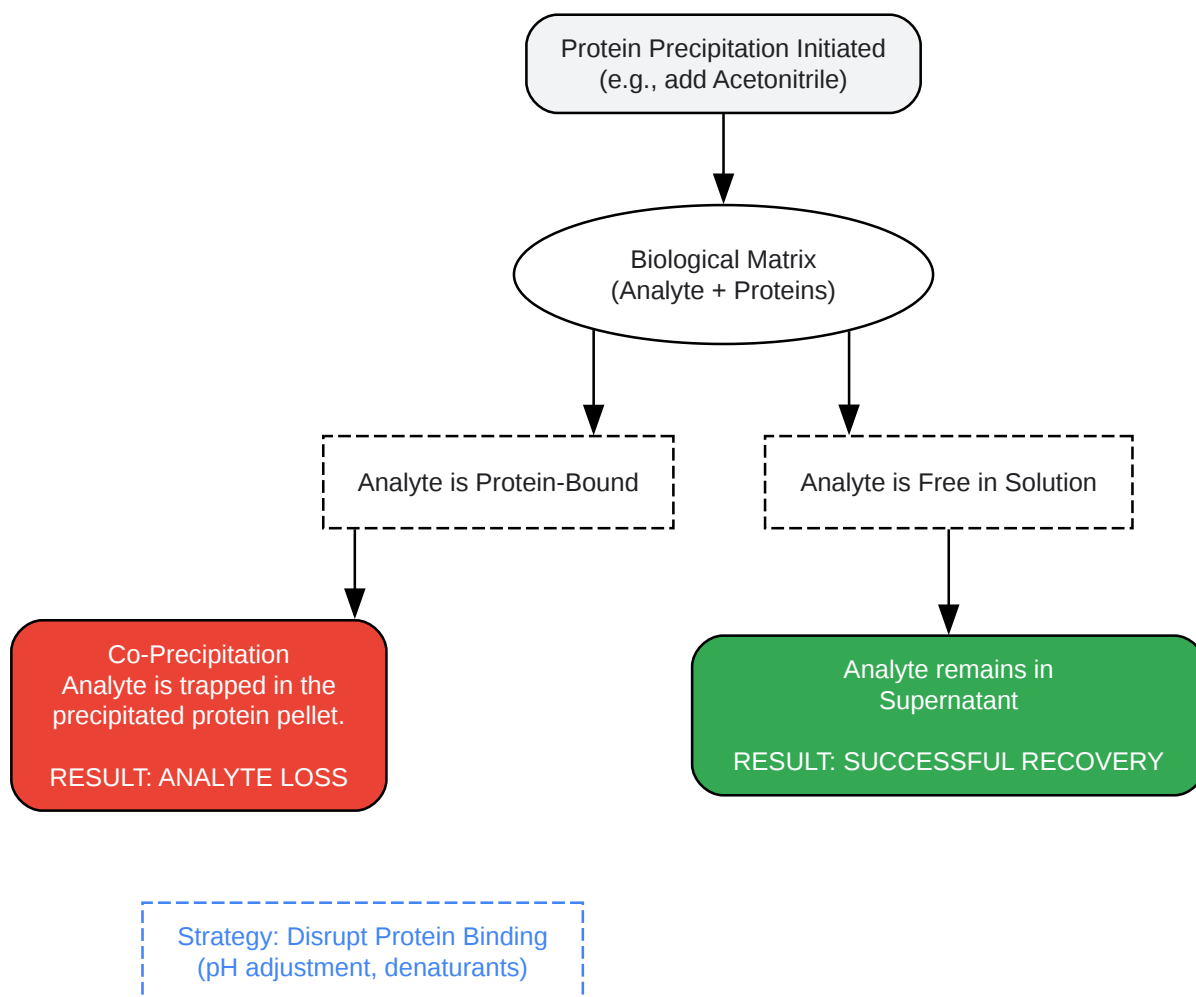 Protein Precipitation Initiated
(e.g., add Acetonitrile)
Biological Matrix
(Analyte + Proteins)
Analyte is Protein-Bound
Analyte is Free in Solution
Co-Precipitation
Analyte is trapped in the
precipitated protein pellet.
RESULT: ANALYTE LOSS
Analyte remains in
Supernatant
RESULT: SUCCESSFUL RECOVERY
Strategy: Disrupt Protein Binding
(pH adjustment, denaturants)